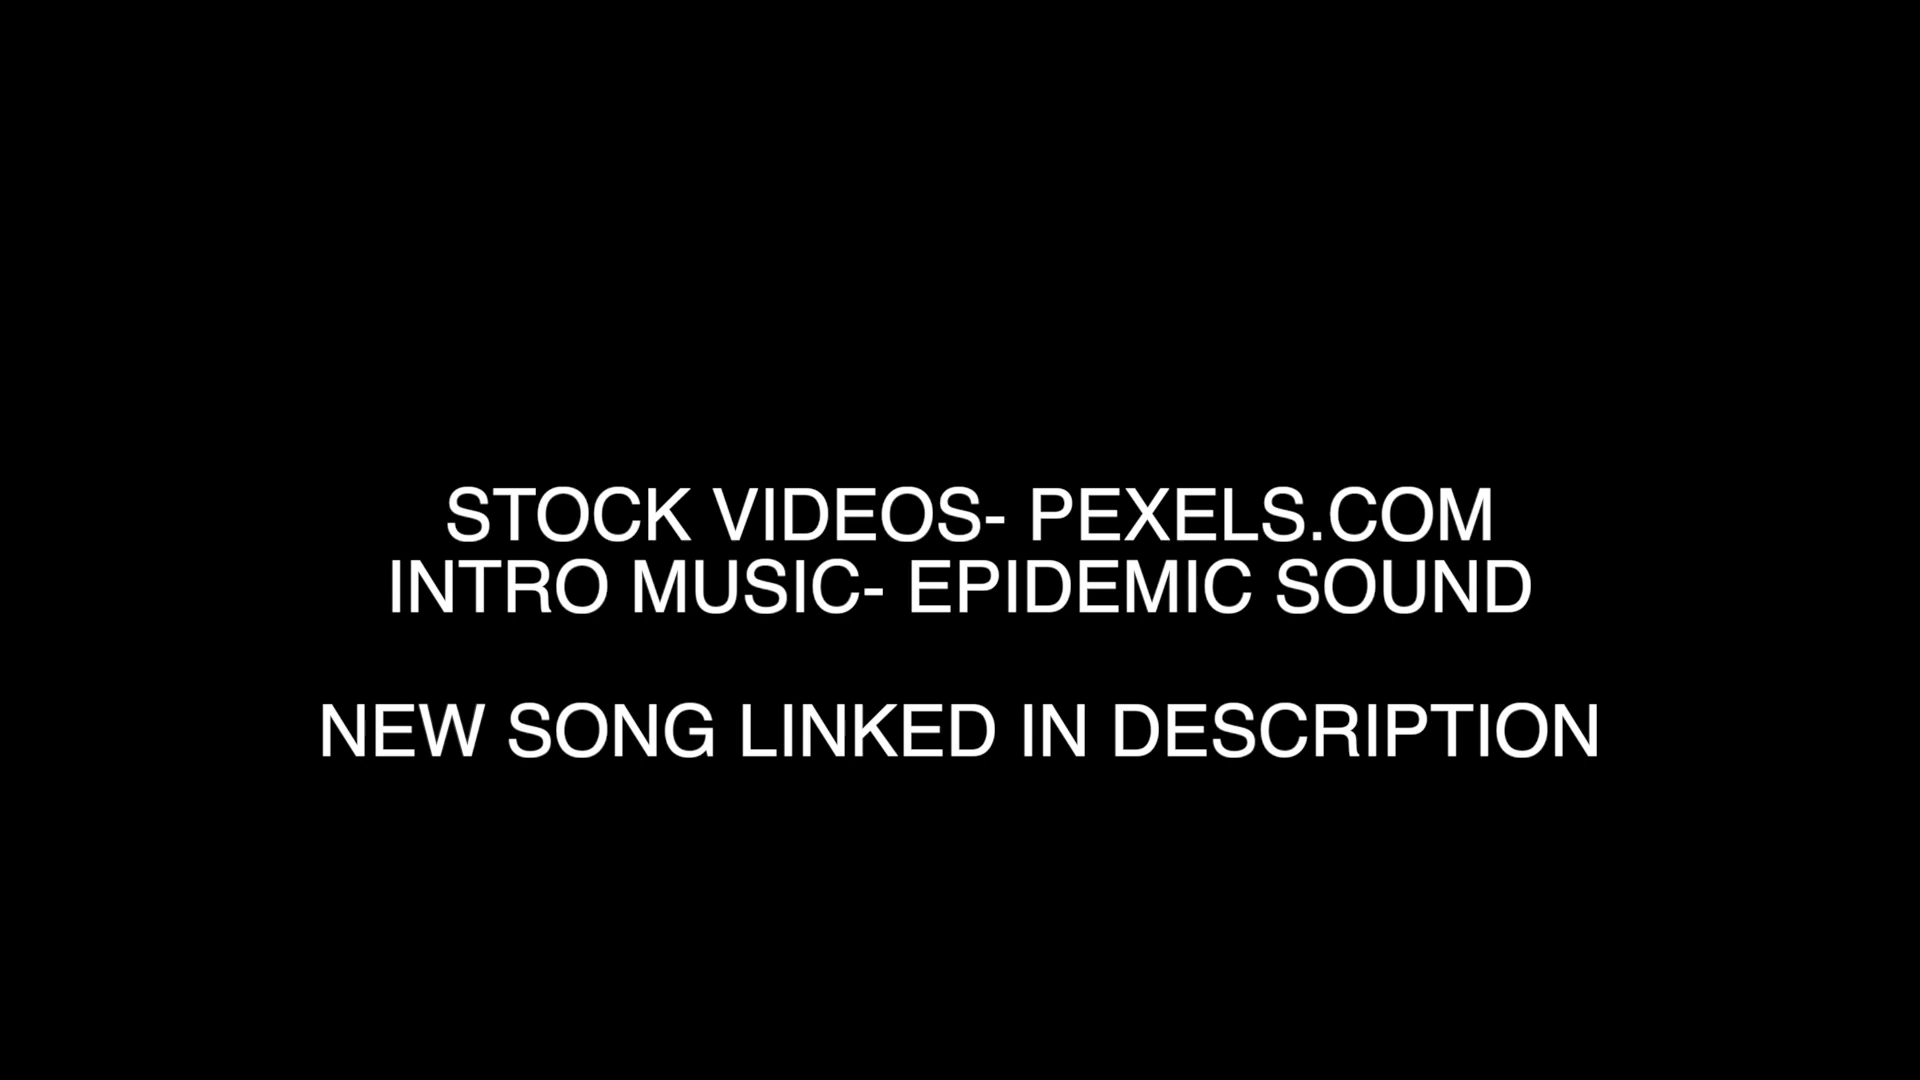 STOCK VIDEOS- PEXELS.COM
INTRO MUSIC- EPIDEMIC SOUND
NEW SONG LINKED IN DESCRIPTION